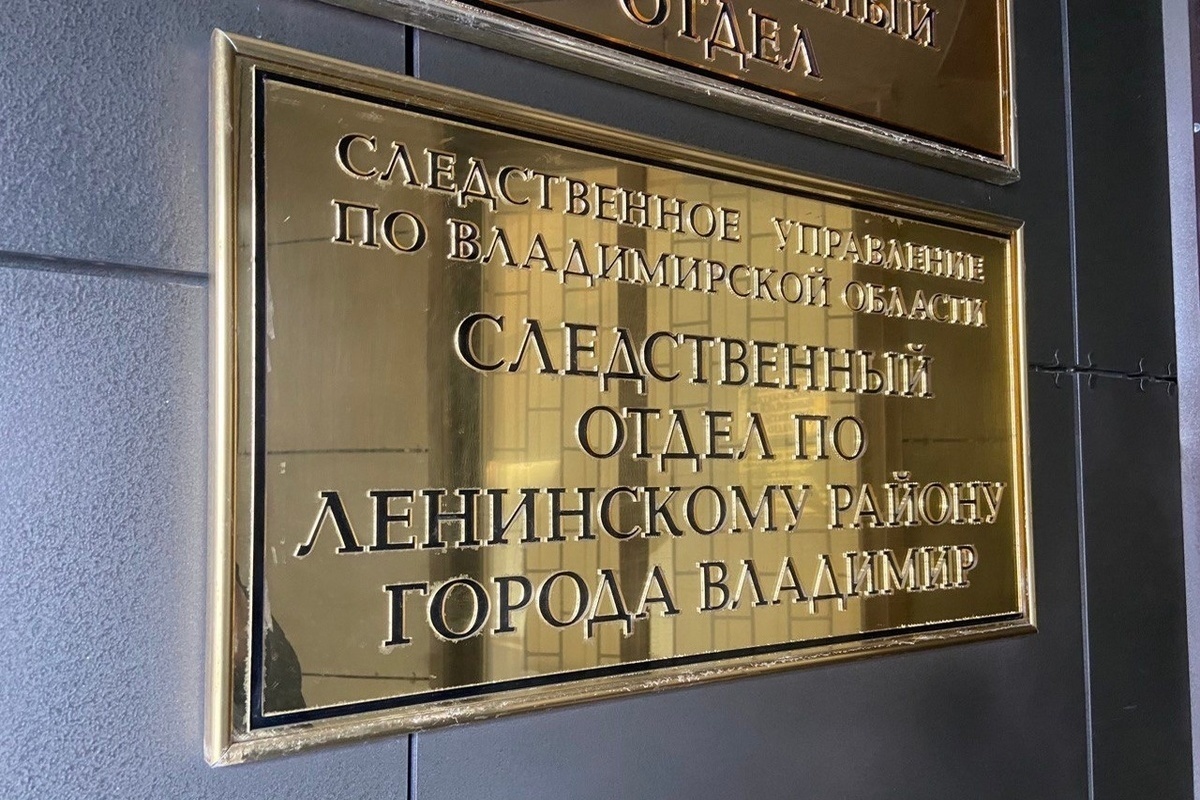 ОТДЕЛ
СЛЕДСТВЕННОЕ УПРАВЛЕНИЕ
ПО ВЛАДИМИРСКОЙ ОБЛАСТИ
СЛЕДСТВЕННЫЙ
ОТДЕЛ ПО
ЛЕНИНСКОМУ РАЙОНУ
ГОРОДА ВЛАДИМИР